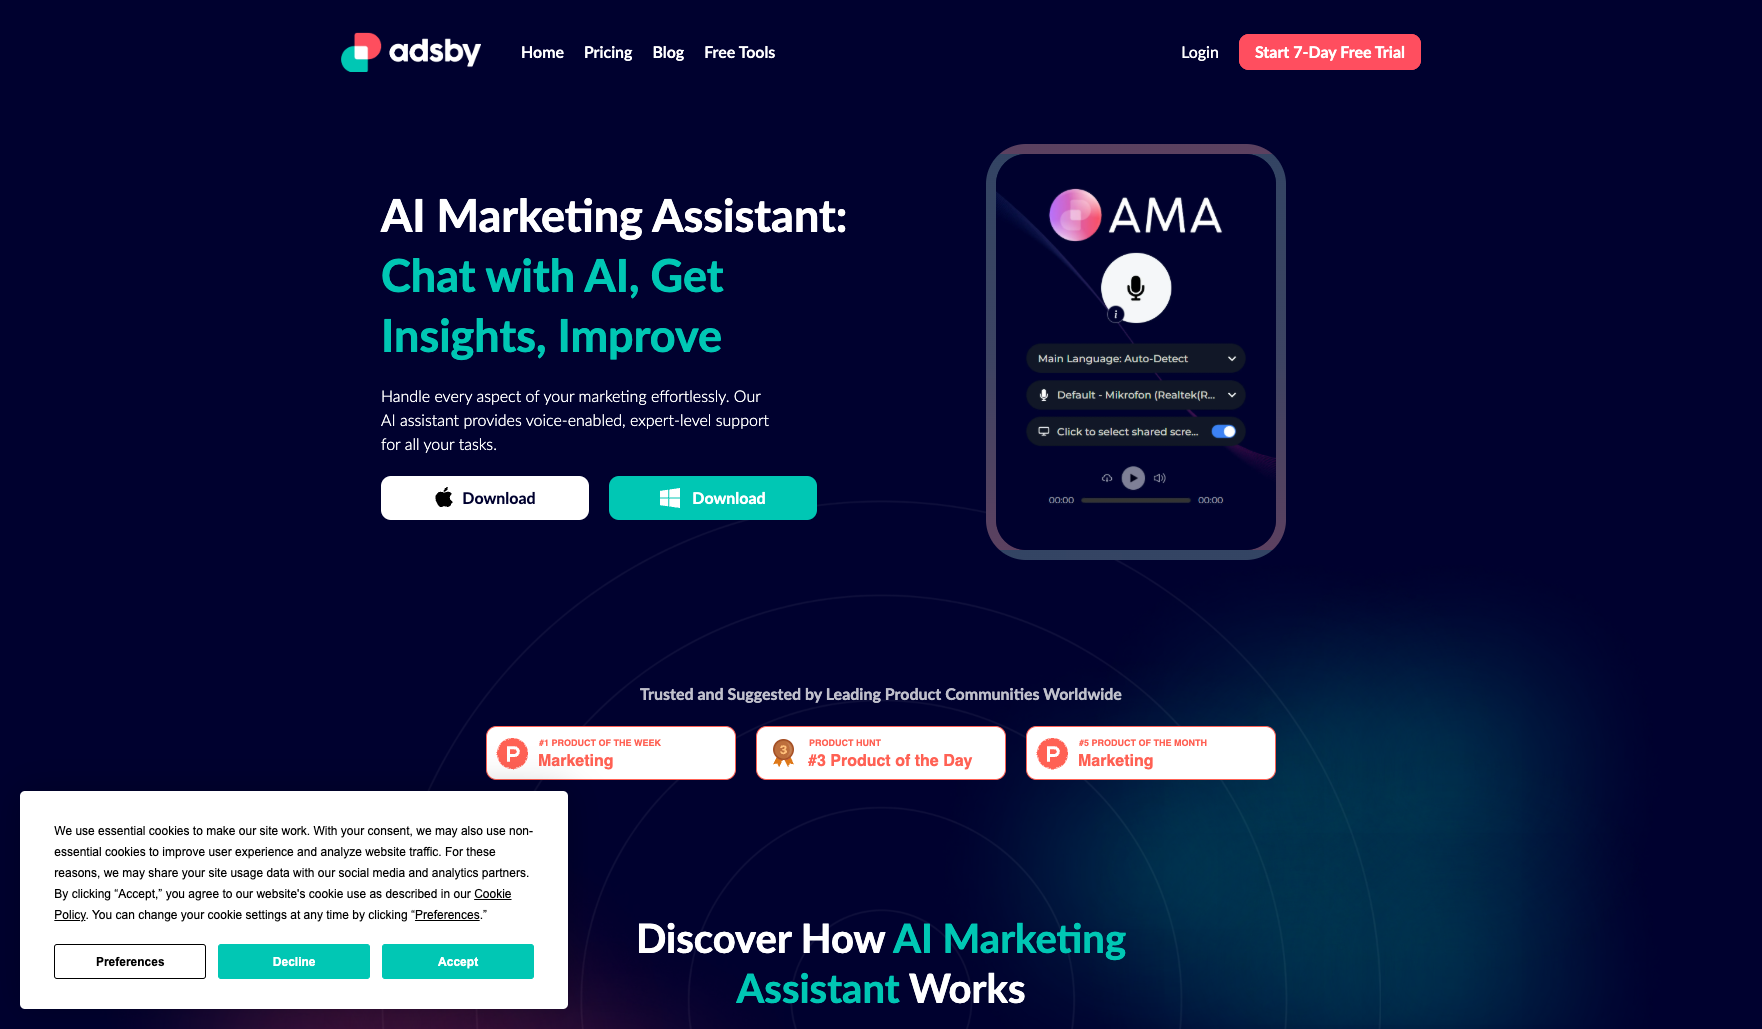 adsby
Home
Pricing
Blog
Free Tools
Login
Start 7-Day Free Trial
AI Marketing Assistant:
Chat with AI, Get
Insights, Improve
Handle every aspect of your marketing effortlessly. Our
AI assistant provides voice-enabled, expert-level support
for all your tasks.
Download
Download
AMA
i
Main Language: Auto-Detect
Default - Mikrofon (Realtek(R...
Click to select shared scre...
00:00
00:00
Trusted and Suggested by Leading Product Communities Worldwide
P
#1 PRODUCT OF THE WEEK
Marketing
3
PRODUCT HUNT
#3 Product of the Day
P
#5 PRODUCT OF THE MONTH
Marketing
We use essential cookies to make our site work. With your consent, we may also use non-
essential cookies to improve user experience and analyze website traffic. For these
reasons, we may share your site usage data with our social media and analytics partners.
By clicking “Accept,” you agree to our website's cookie use as described in our Cookie
Policy. You can change your cookie settings at any time by clicking “Preferences.”
Preferences
Decline
Accept
Discover How AI Marketing
Assistant Works